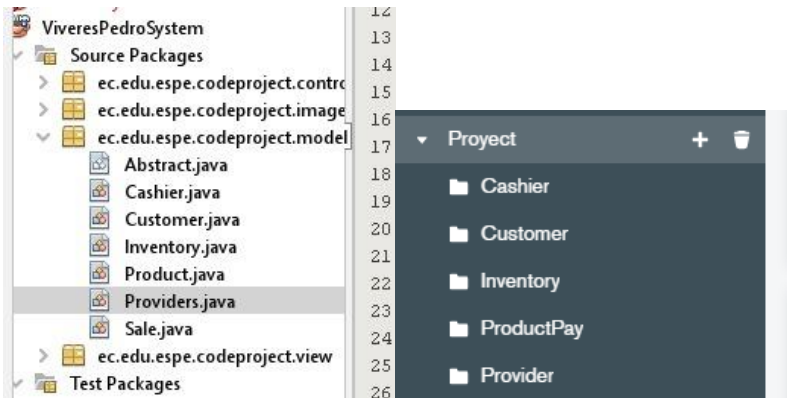 ViveresPedroSystem
Source Packages
ec.edu.espe.codeproject.contro
ec.edu.espe.codeproject.image
ec.edu.espe.codeproject.model
Abstract.java
Cashier.java
Customer.java
Inventory.java
Product.java
Providers.java
Sale.java
ec.edu.espe.codeproject.view
Test Packages
12
13
14
15
16
17
18
19
20
21
22
23
24
25
26
Proyect
Cashier
Customer
Inventory
ProductPay
Provider